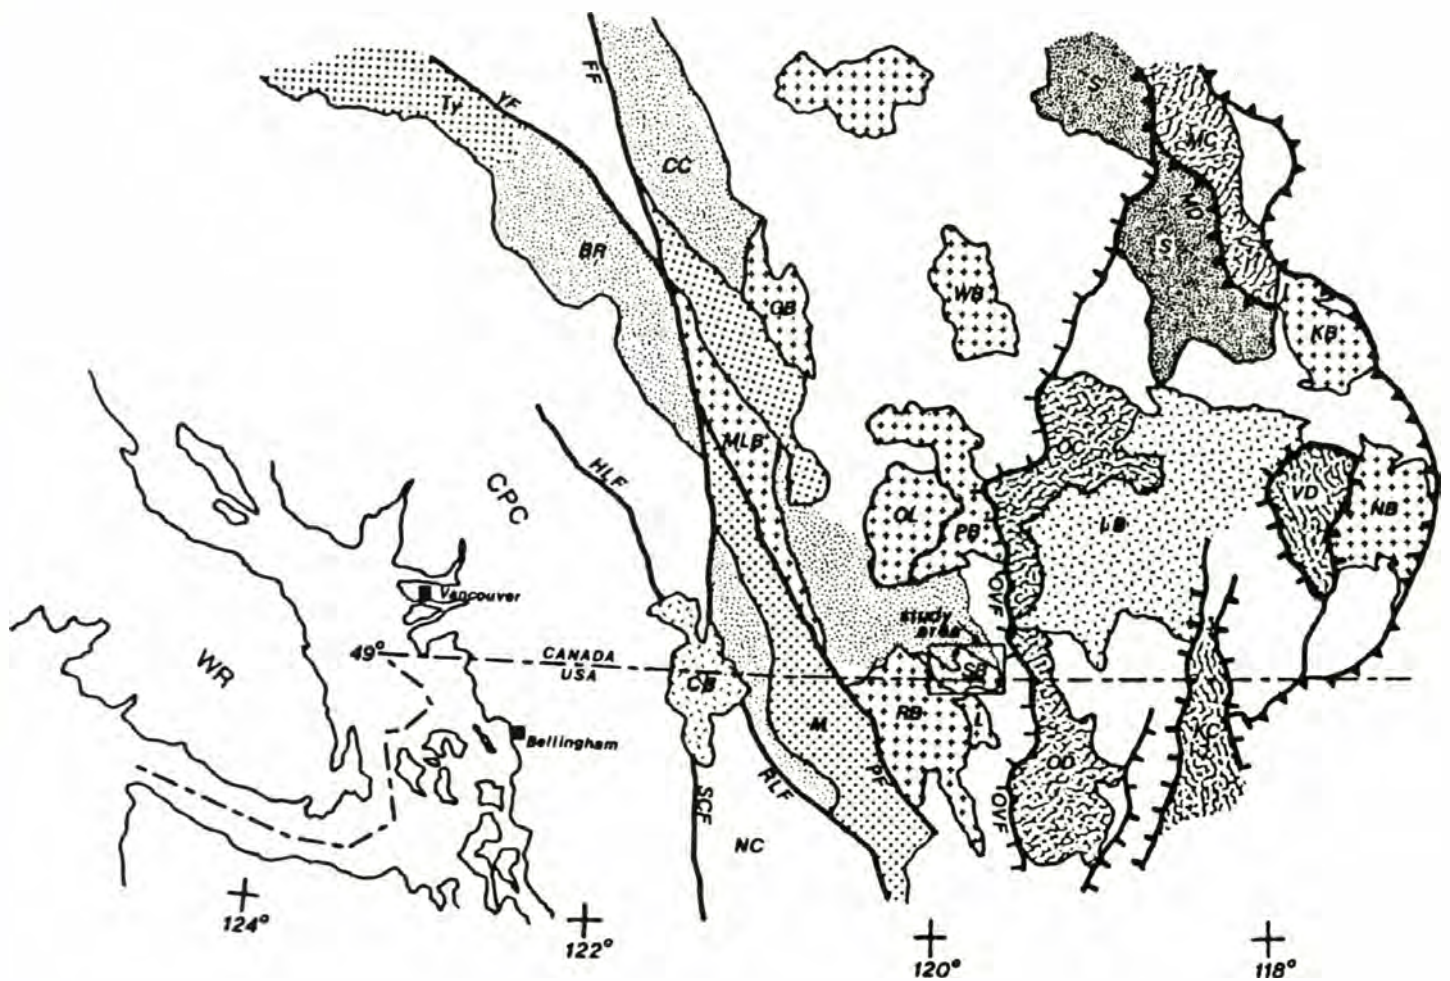 FF
S
YF
Ty
MC
CC
MD
BR
S
GB
WB
KB
MLB
HLF
CPC
VD
NB
OL
PB
LB
Vancouver
OVF
study
area
49°
CANADA
USA
WR
SB
CB
RB
M
KC
Bellingham
OD
HLF
PF
SCF
OVF
NC
124°
122°
120°
118°